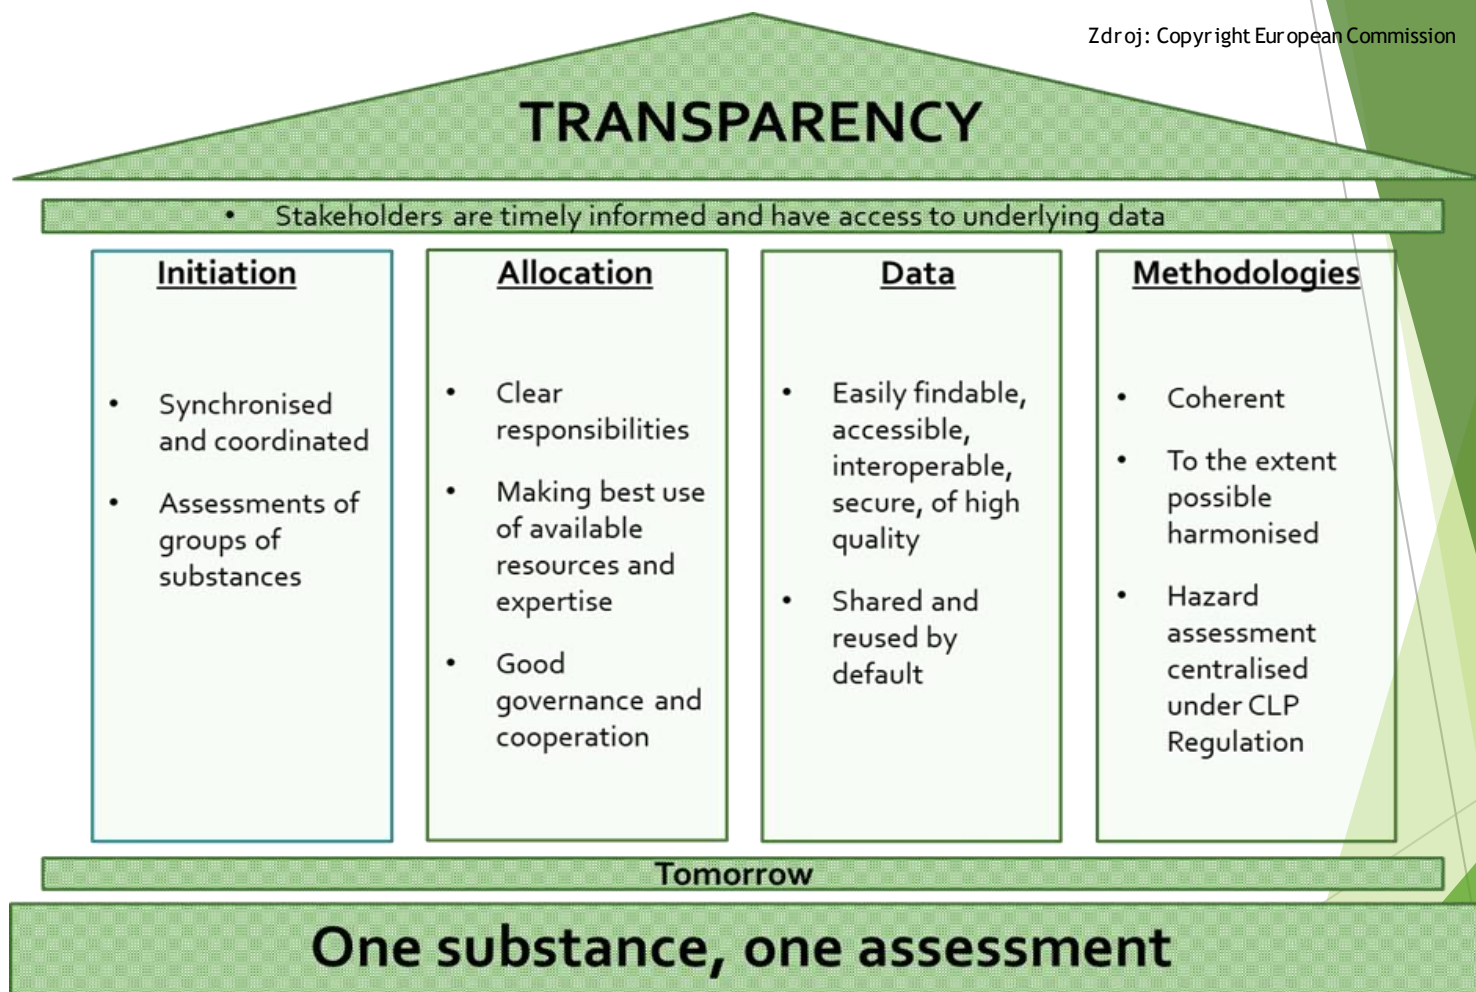 Zdroj: Copyright European Commission
TRANSPARENCY
• Stakeholders are timely informed and have access to underlying data
Initiation
• Synchronised
and coordinated
• Assessments of
groups of
substances
Allocation
• Clear
responsibilities
• Making best use
of available
resources and
expertise
• Good
governance and
cooperation
Data
• Easily findable,
accessible,
interoperable,
secure, of high
quality
• Shared and
reused by
default
Methodologies
• Coherent
• To the extent
possible
harmonised
• Hazard
assessment
centralised
under CLP
Regulation
Tomorrow
One substance, one assessment